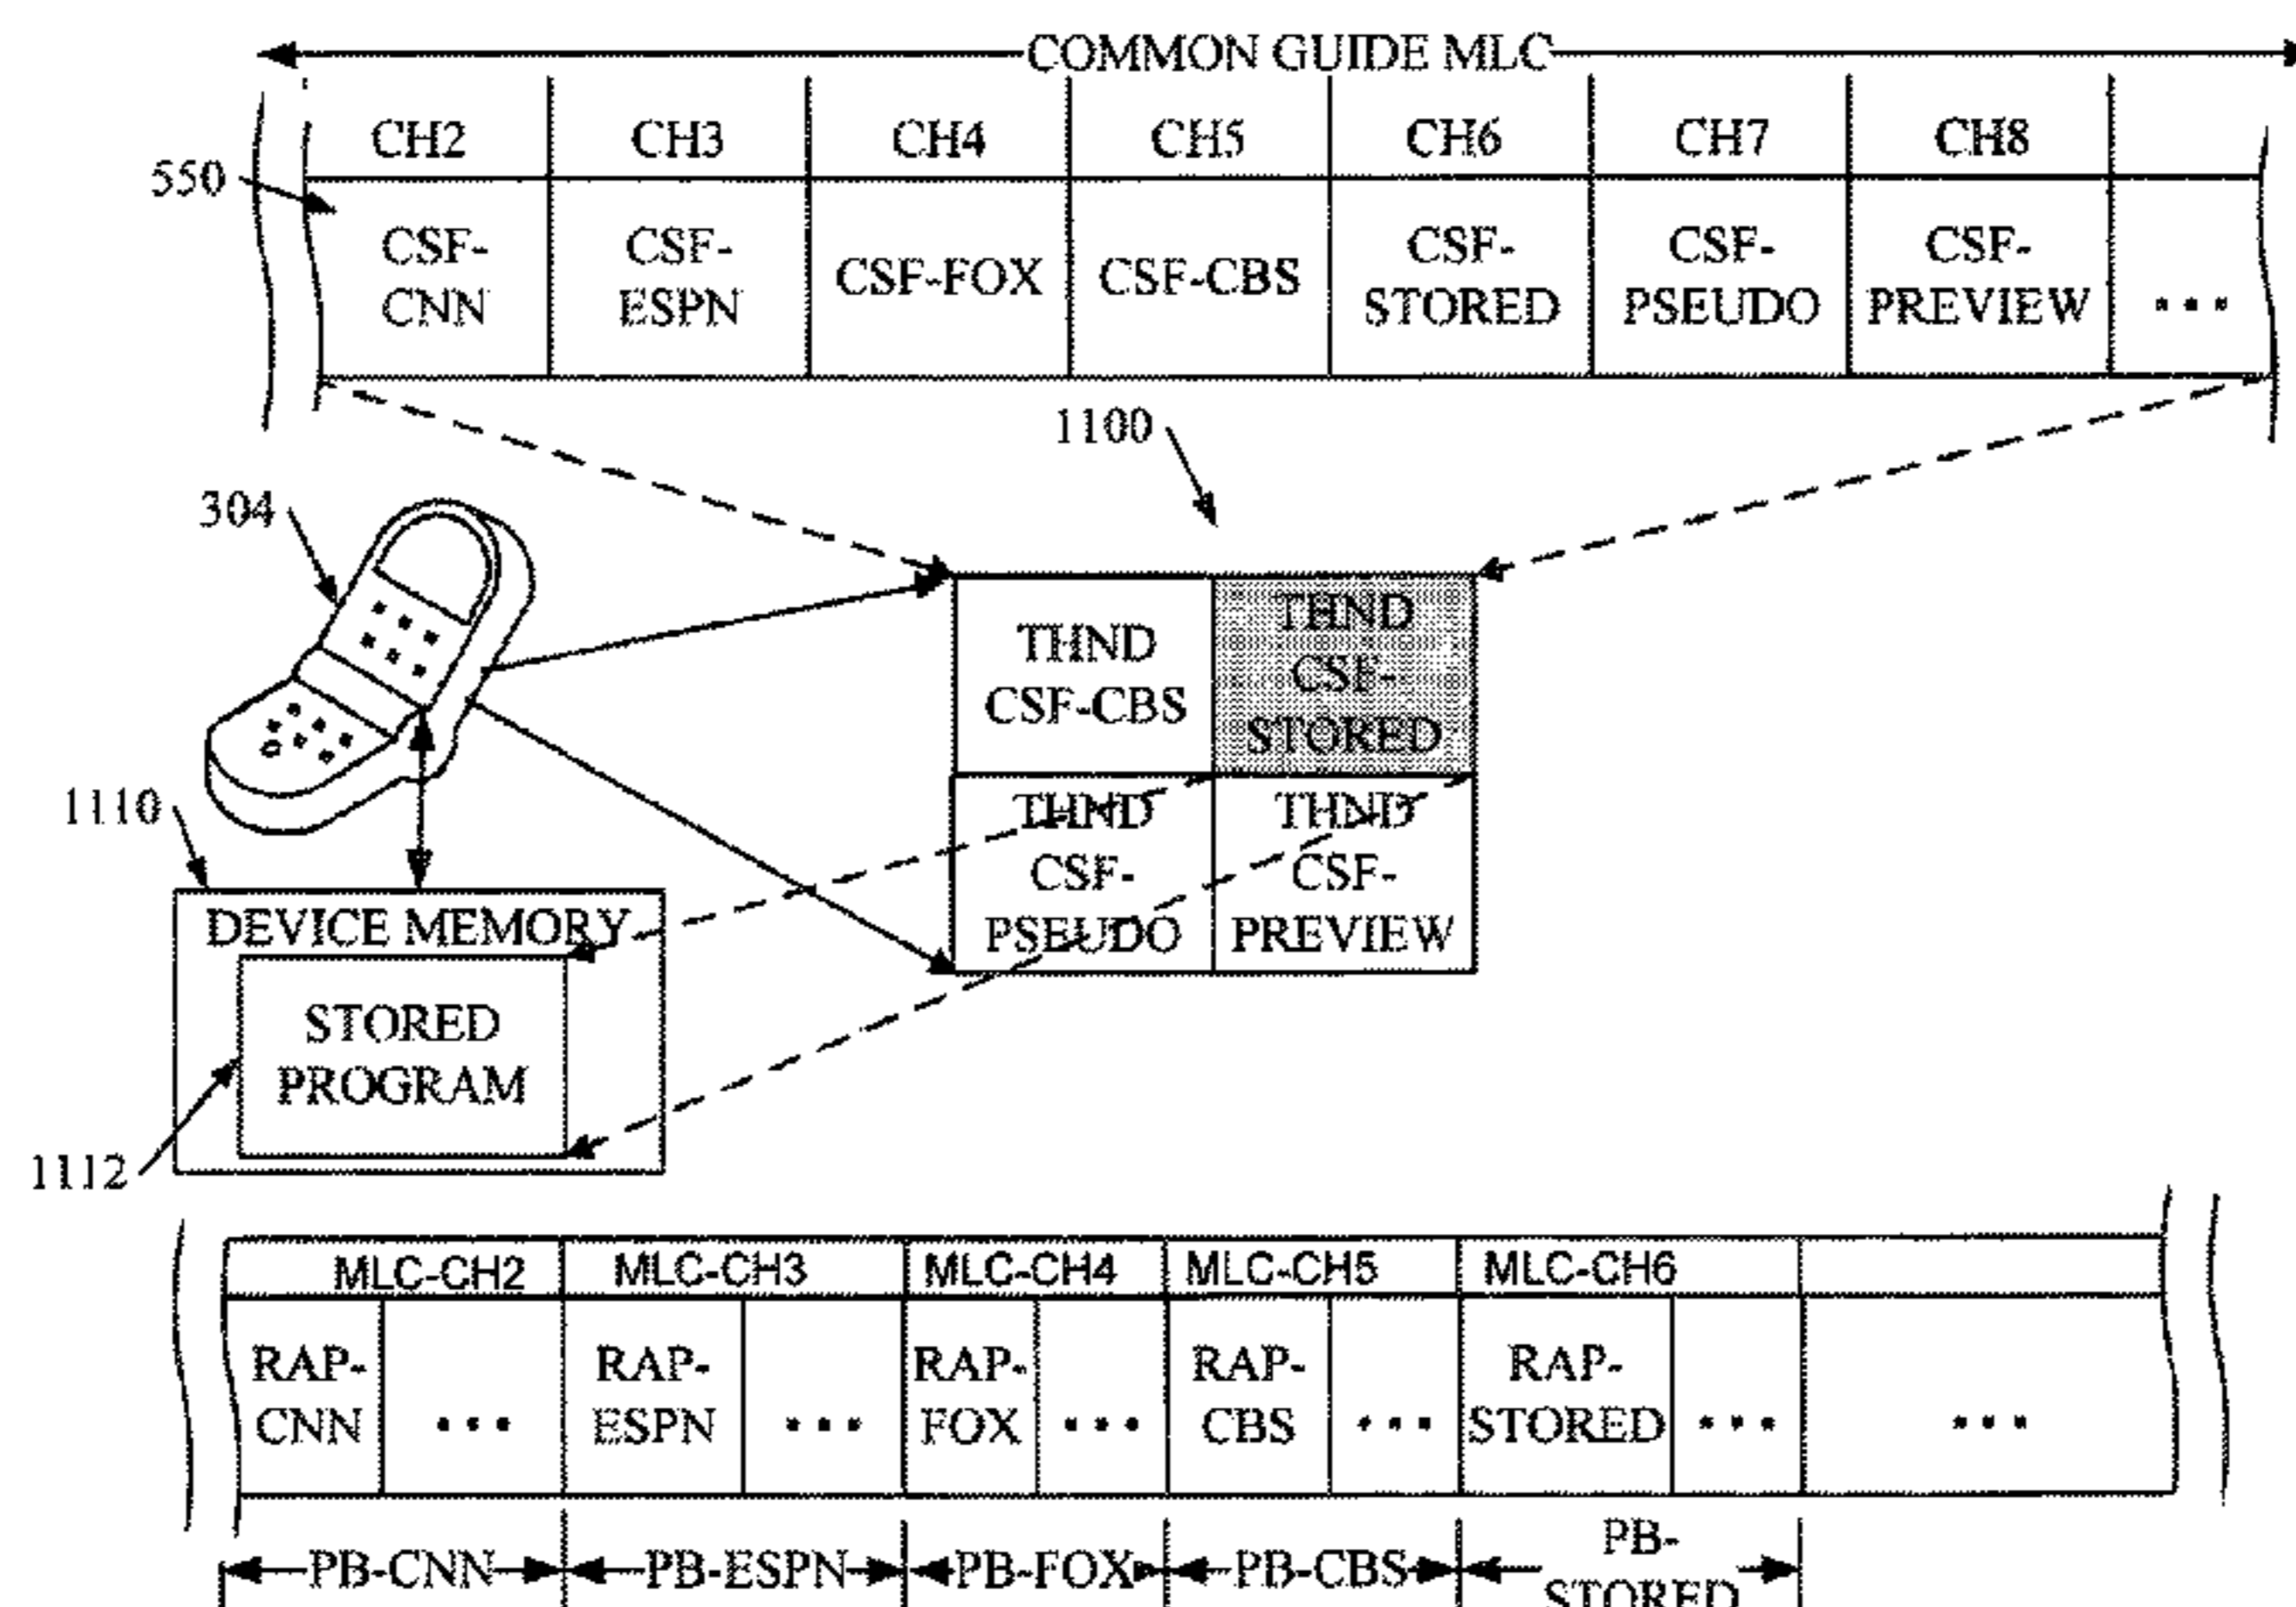 COMMON GUIDE MLC
CH2 CH3 CH4 CH5 CH6 CH7 CH8
550
CSF-
CNN
CSF-
ESPN
CSF-FOX
CSF-CBS
CSF-
STORED
CSF-
PSEUDO
CSF-
PREVIEW
...
1100
304
THND
CSF-CBS
THND
CSF-
STORED
THND
CSF-
PSEUDO
THND
CSF-
PREVIEW
1110
DEVICE MEMORY
STORED
PROGRAM
1112
MLC-CH2 MLC-CH3 MLC-CH4 MLC-CH5 MLC-CH6
RAP-
CNN
...
RAP-
ESPN
...
RAP-
FOX
...
RAP-
CBS
...
RAP-
STORED
...
...
PB-CNN
PB-ESPN
PB-FOX
PB-CBS
PB-
STORED